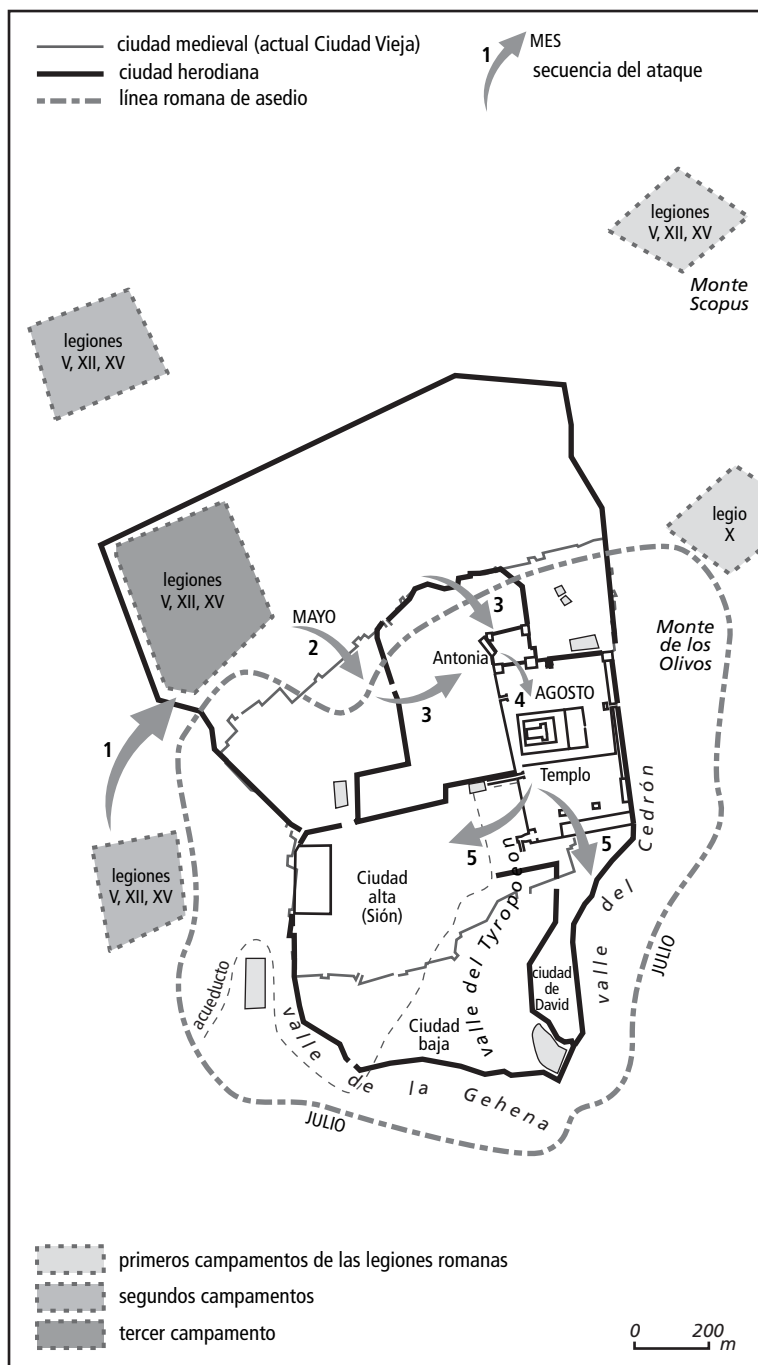 ciudad medieval (actual Ciudad Vieja)
ciudad herodiana
línea romana de asedio
1
MES
secuencia del ataque
legiones
V, XII, XV
Monte
Scopus
legiones
V, XII, XV
legio
X
legiones
V, XII, XV
MAYO
2
3
Antonia
Monte
de los
Olivos
3
4
AGOSTO
1
Templo
5
5
legiones
V, XII, XV
Ciudad
alta
(Sión)
valle del Tyropoeou
valle del Cedrón
JULIO
ciudad
de
David
acueducto
Ciudad
baja
valle de la Gehena
JULIO
primeros campamentos de las legiones romanas
segundos campamentos
tercer campamento
0 200
m